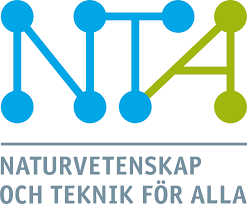 NTA
NATURVETENSKAP
OCH TEKNIK FÖR ALLA